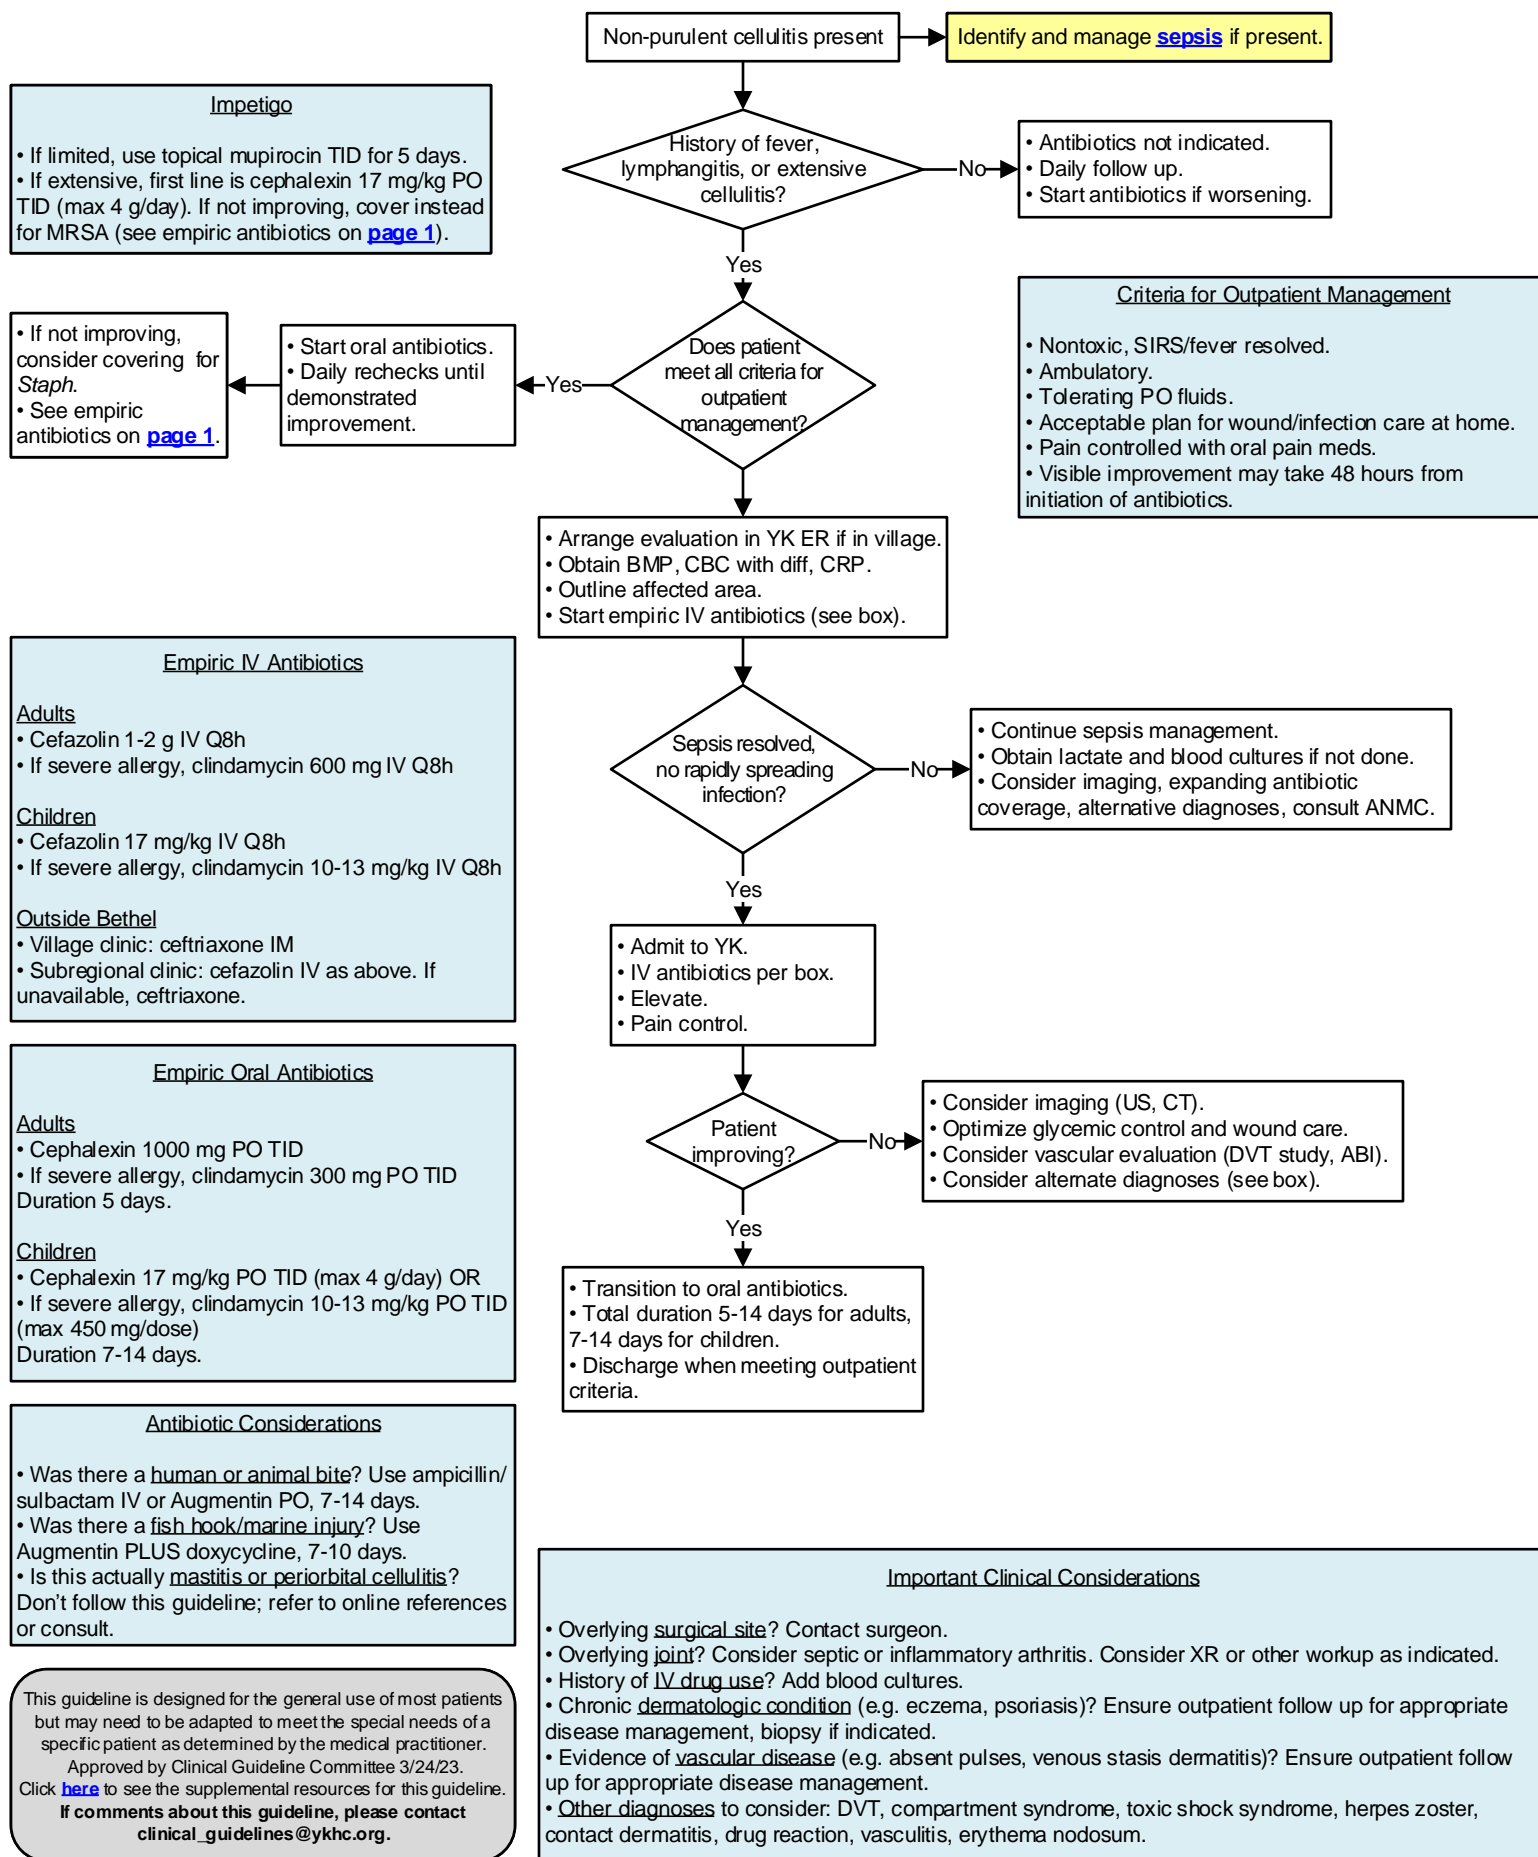 Non-purulent cellulitis present
Identify and manage sepsis if present.
Impetigo
• If limited, use topical mupirocin TID for 5 days.
• If extensive, first line is cephalexin 17 mg/kg PO
TID (max 4 g/day). If not improving, cover instead
for MRSA (see empiric antibiotics on page 1).
History of fever,
lymphangitis, or extensive
cellulitis?
No
• Antibiotics not indicated.
• Daily follow up.
• Start antibiotics if worsening.
Yes
Criteria for Outpatient Management
• Nontoxic, SIRS/fever resolved.
• Ambulatory.
• Tolerating PO fluids.
• Acceptable plan for wound/infection care at home.
• Pain controlled with oral pain meds.
• Visible improvement may take 48 hours from
initiation of antibiotics.
Does patient
meet all criteria for
outpatient
management?
Yes
• Start oral antibiotics.
• Daily rechecks until
demonstrated
improvement.
• If not improving,
consider covering for
Staph.
• See empiric
antibiotics on page 1.
• Arrange evaluation in YK ER if in village.
• Obtain BMP, CBC with diff, CRP.
• Outline affected area.
• Start empiric IV antibiotics (see box).
Empiric IV Antibiotics
Adults
• Cefazolin 1-2 g IV Q8h
• If severe allergy, clindamycin 600 mg IV Q8h
Children
• Cefazolin 17 mg/kg IV Q8h
• If severe allergy, clindamycin 10-13 mg/kg IV Q8h
Outside Bethel
• Village clinic: ceftriaxone IM
• Subregional clinic: cefazolin IV as above. If
unavailable, ceftriaxone.
Sepsis resolved,
no rapidly spreading
infection?
No
• Continue sepsis management.
• Obtain lactate and blood cultures if not done.
• Consider imaging, expanding antibiotic
coverage, alternative diagnoses, consult ANMC.
Yes
• Admit to YK.
• IV antibiotics per box.
• Elevate.
• Pain control.
Empiric Oral Antibiotics
Adults
• Cephalexin 1000 mg PO TID
• If severe allergy, clindamycin 300 mg PO TID
Duration 5 days.
Children
• Cephalexin 17 mg/kg PO TID (max 4 g/day) OR
• If severe allergy, clindamycin 10-13 mg/kg PO TID
(max 450 mg/dose)
Duration 7-14 days.
Patient
improving?
No
• Consider imaging (US, CT).
• Optimize glycemic control and wound care.
• Consider vascular evaluation (DVT study, ABI).
• Consider alternate diagnoses (see box).
Yes
• Transition to oral antibiotics.
• Total duration 5-14 days for adults,
7-14 days for children.
• Discharge when meeting outpatient
criteria.
Antibiotic Considerations
• Was there a human or animal bite? Use ampicillin/
sulbactam IV or Augmentin PO, 7-14 days.
• Was there a fish hook/marine injury? Use
Augmentin PLUS doxycycline, 7-10 days.
• Is this actually mastitis or periorbital cellulitis?
Don't follow this guideline; refer to online references
or consult.
This guideline is designed for the general use of most patients
but may need to be adapted to meet the special needs of a
specific patient as determined by the medical practitioner.
Approved by Clinical Guideline Committee 3/24/23.
Click here to see the supplemental resources for this guideline.
If comments about this guideline, please contact
clinical_guidelines@ykhc.org.
Important Clinical Considerations
• Overlying surgical site? Contact surgeon.
• Overlying joint? Consider septic or inflammatory arthritis. Consider XR or other workup as indicated.
• History of IV drug use? Add blood cultures.
• Chronic dermatologic condition (e.g. eczema, psoriasis)? Ensure outpatient follow up for appropriate
disease management, biopsy if indicated.
• Evidence of vascular disease (e.g. absent pulses, venous stasis dermatitis)? Ensure outpatient follow
up for appropriate disease management.
• Other diagnoses to consider: DVT, compartment syndrome, toxic shock syndrome, herpes zoster,
contact dermatitis, drug reaction, vasculitis, erythema nodosum.